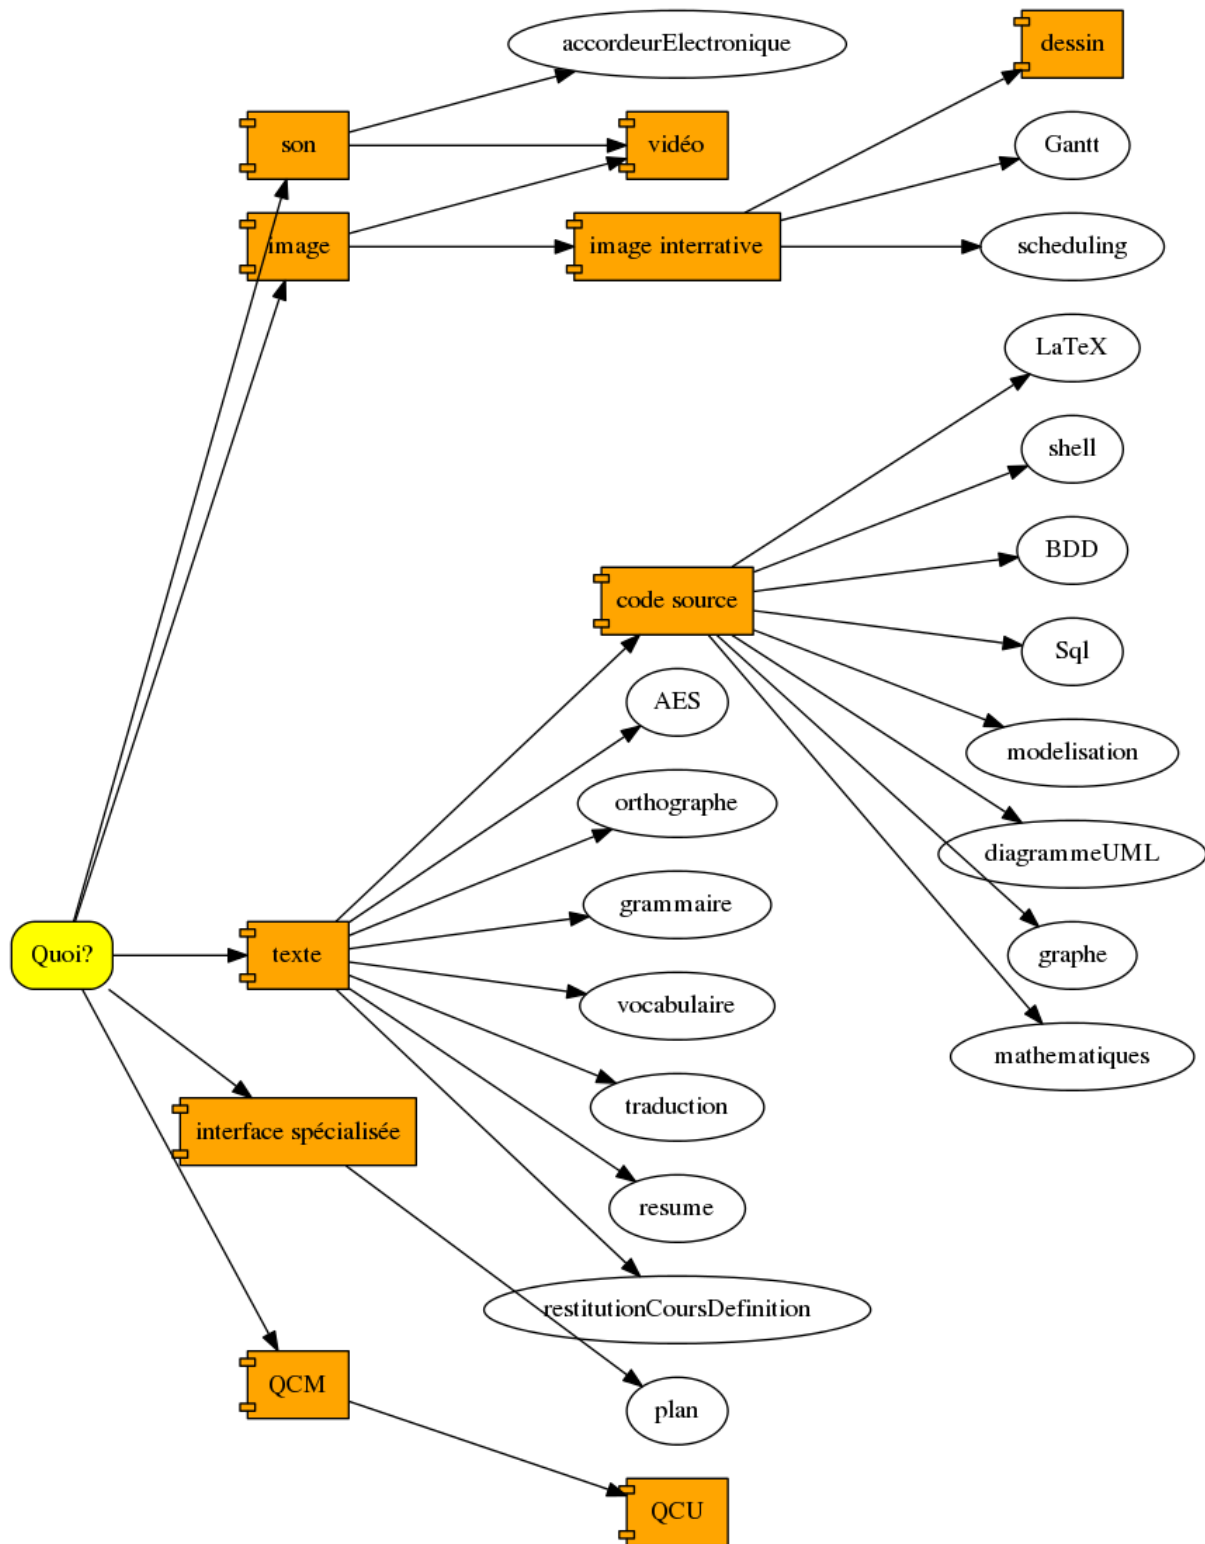 accordeurElectronique
dessin
son
vidéo
Gantt
image
image interrative
scheduling
LaTeX
shell
BDD
code source
Sql
AES
modelisation
orthographe
diagrammeUML
grammaire
Quoi?
texte
graphe
vocabulaire
mathematiques
traduction
interface spécialisée
resume
restitutionCoursDefinition
QCM
plan
QCU